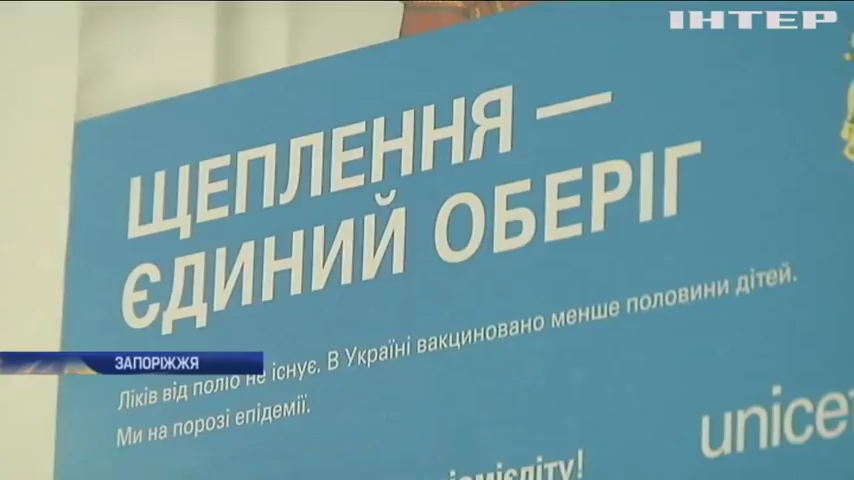 ІНТЕР
ЩЕПЛЕННЯ —
ЄДИНИЙ ОБЕРІГ
Ліків від поліо не існує. В Україні вакциновано менше половини дітей.
Ми на порозі епідемії.
ЗАПОРІЖЖЯ
unicef